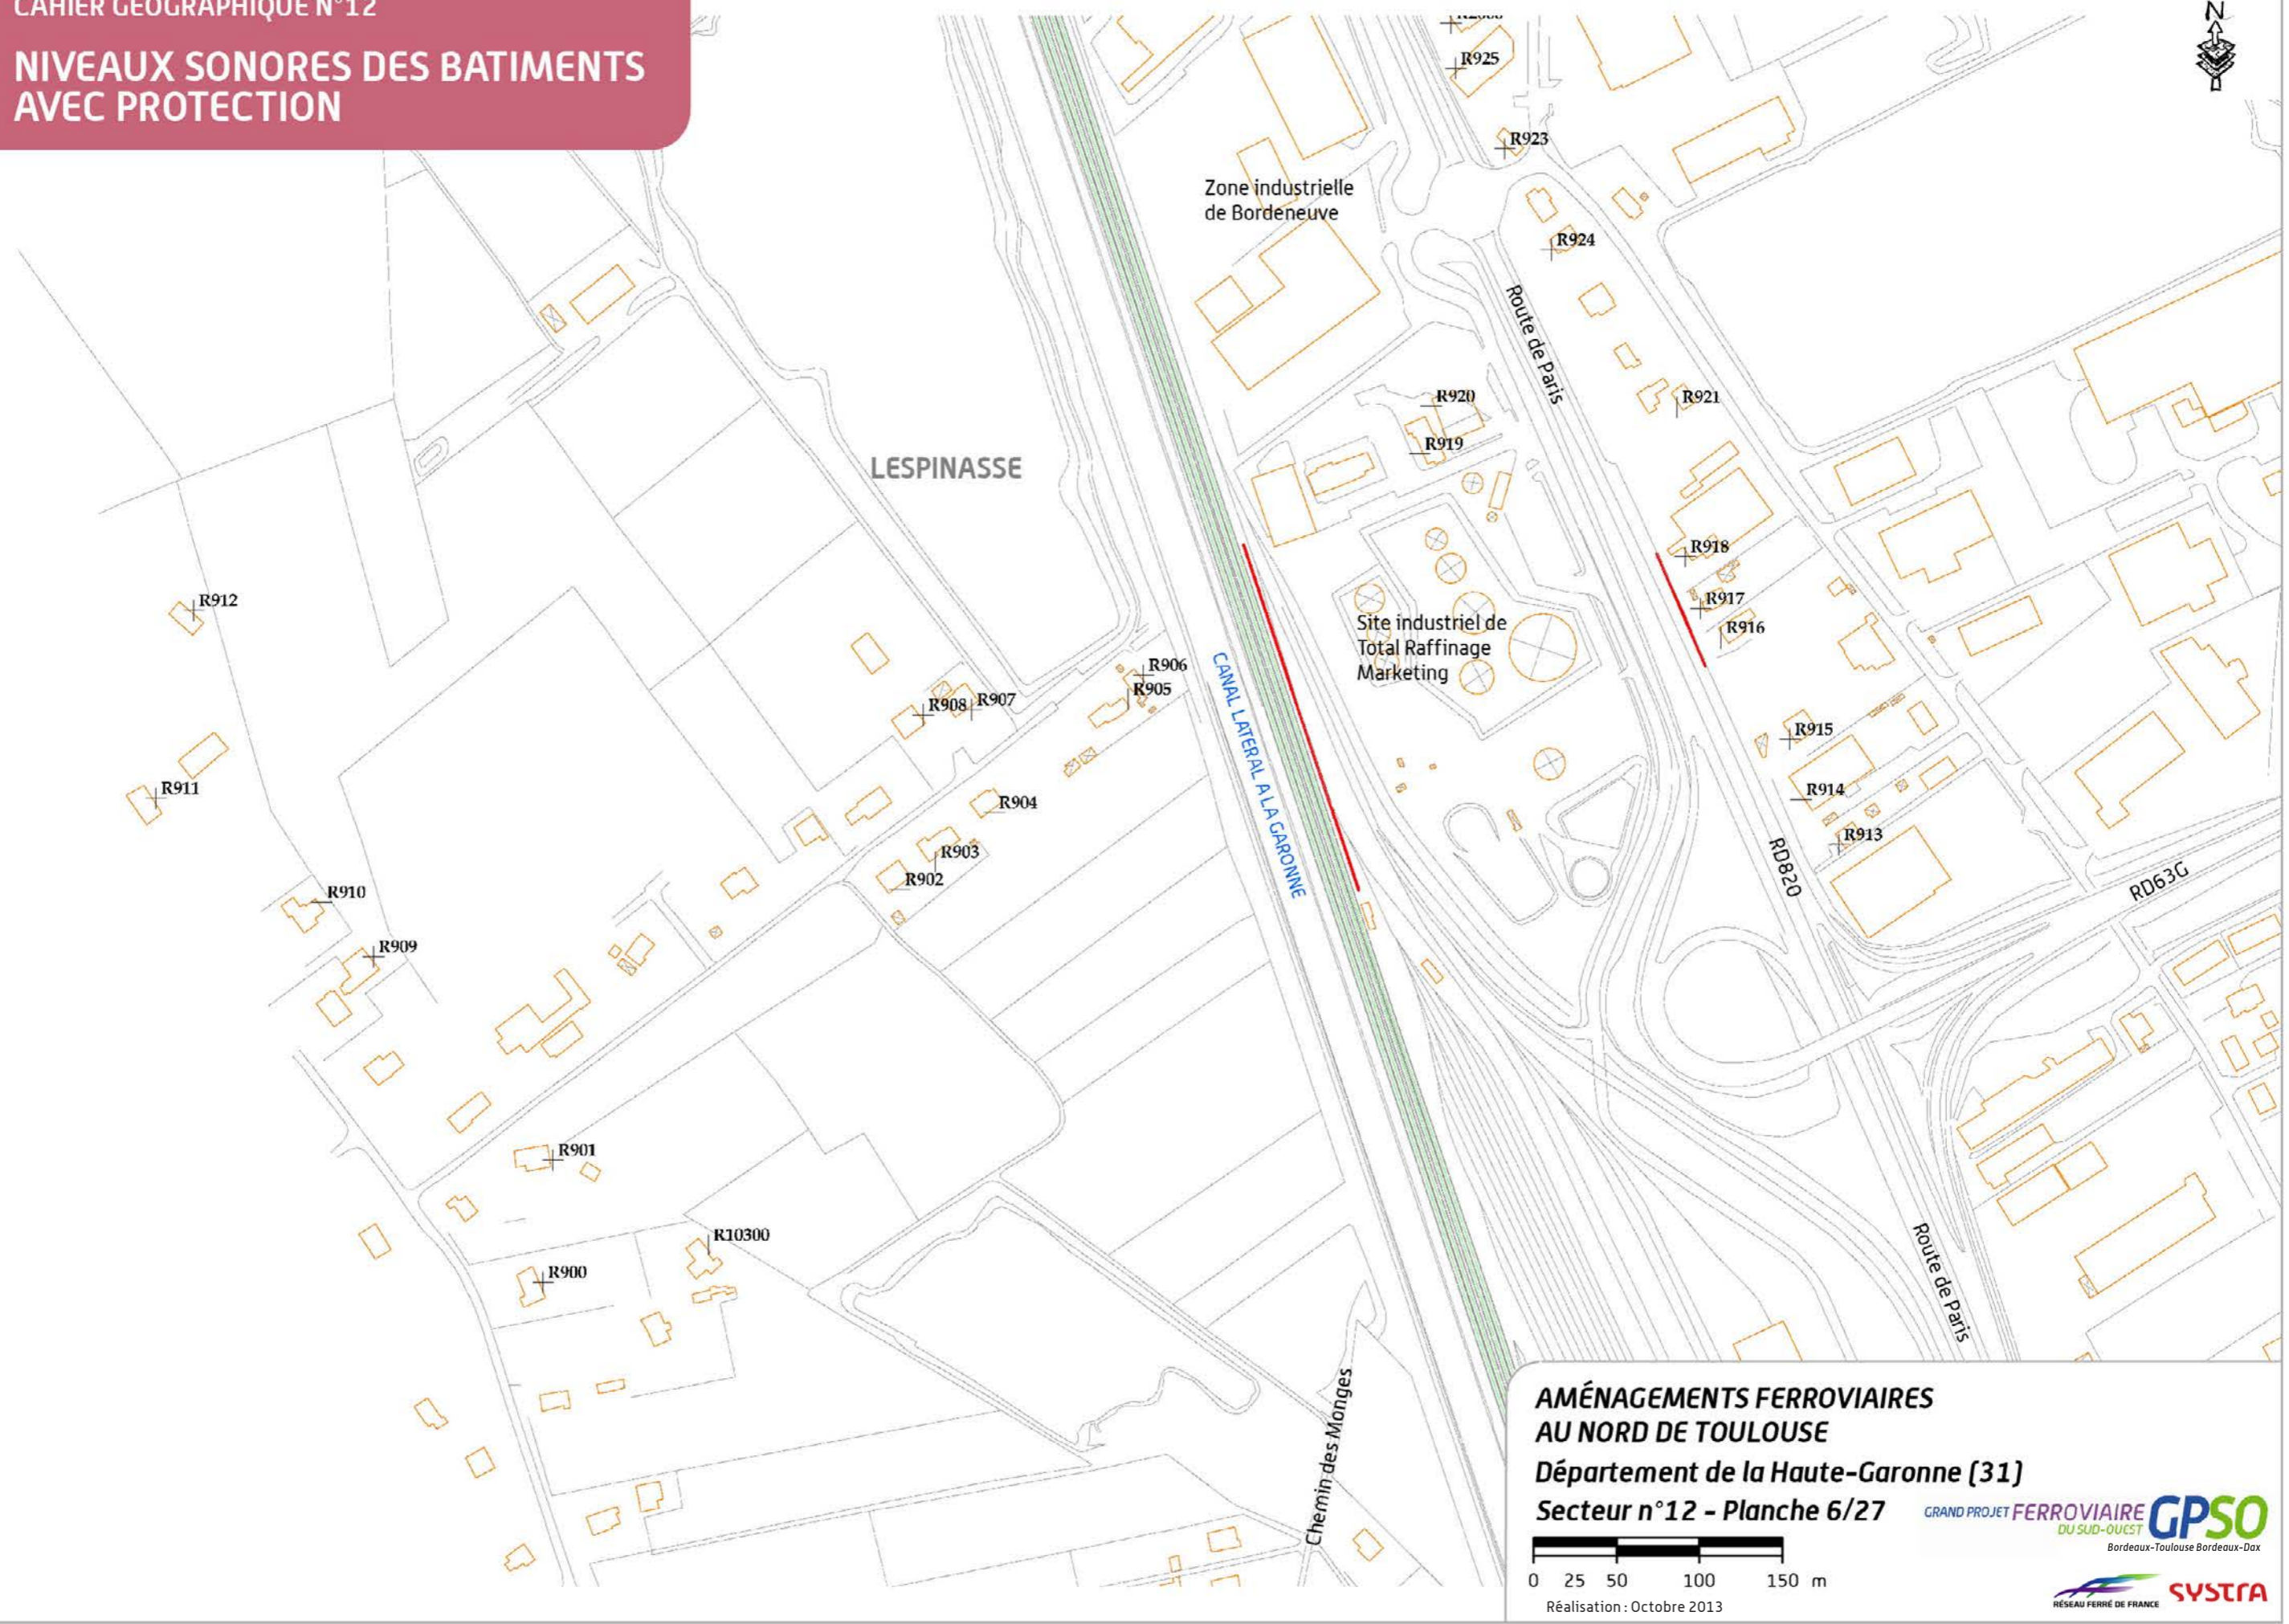 CAHIER GEOGRAPHIQUE N°12
NIVEAUX SONORES DES BATIMENTS
AVEC PROTECTION
N
R925
R923
Zone industrielle
de Bordeneuve
R924
Route de Paris
R920
R921
R919
LESPINASSE
R918
R912
R917
Site industriel de
Total Raffinage
Marketing
R916
R906
R905
CANAL LATERAL A LA GARONNE
R908
R907
R915
R911
R914
R904
R913
R903
RD820
R902
RD63G
R910
R909
R901
R10300
R900
Route de Paris
Chemin des Monges
AMÉNAGEMENTS FERROVIAIRES
AU NORD DE TOULOUSE
Département de la Haute-Garonne (31)
Secteur n°12 - Planche 6/27
GRAND PROJET FERROVIAIRE
DU SUD-OUEST
GPSO
Bordeaux-Toulouse Bordeaux-Dax
0 25 50 100 150 m
Réalisation : Octobre 2013
RÉSEAU FERRÉ DE FRANCE
SYSTRA